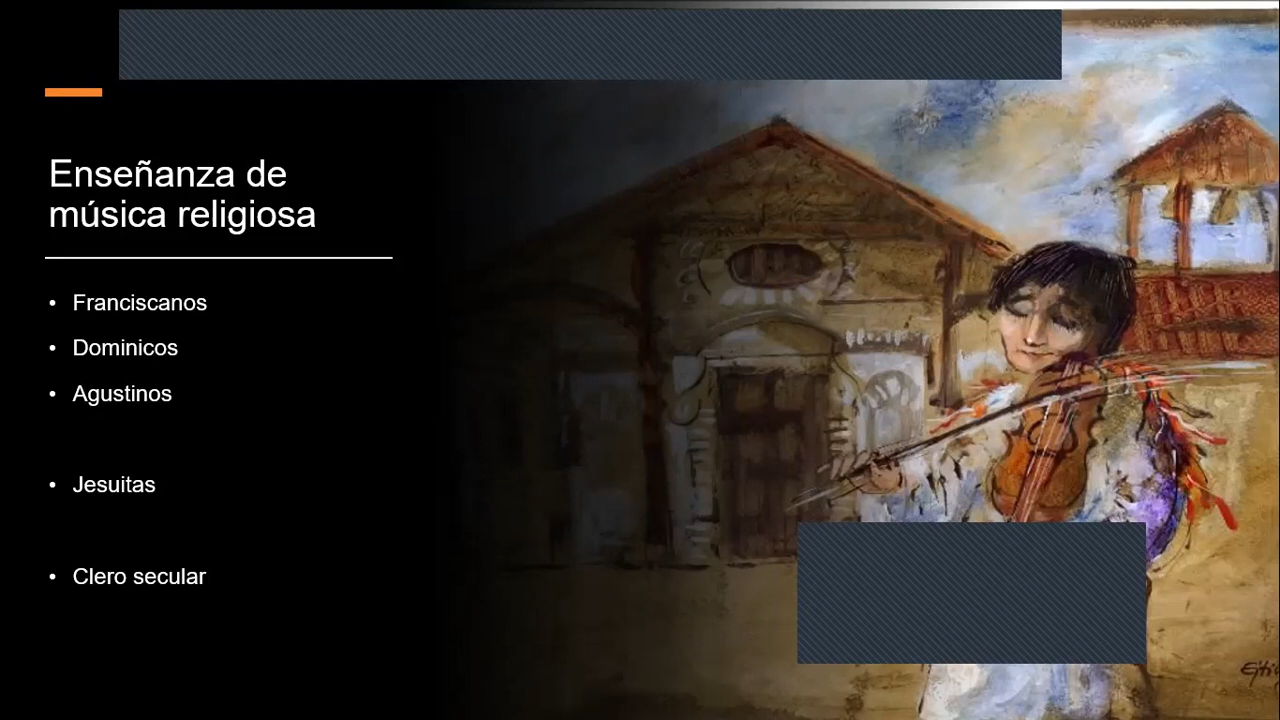 Enseñanza de
música religiosa
• Franciscanos
• Dominicos
• Agustinos
• Jesuitas
• Clero secular